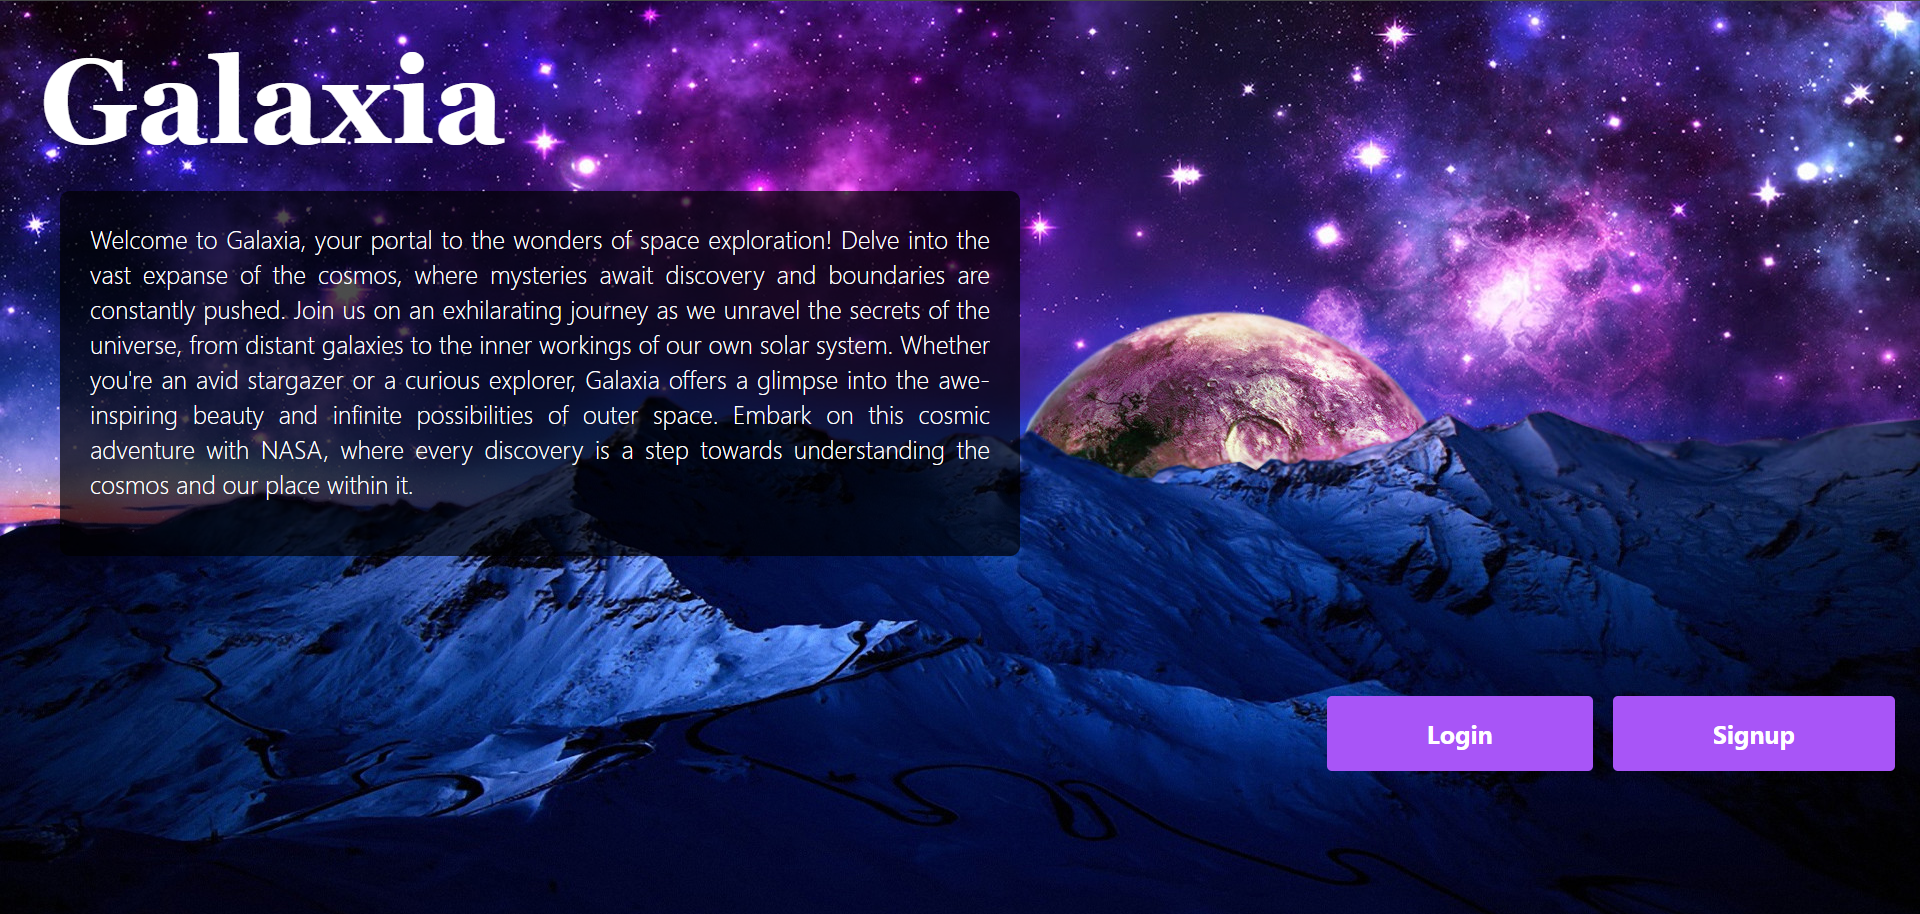 Galaxia
Welcome to Galaxia, your portal to the wonders of space exploration! Delve into the
vast expanse of the cosmos, where mysteries await discovery and boundaries are
constantly pushed. Join us on an exhilarating journey as we unravel the secrets of the
universe, from distant galaxies to the inner workings of our own solar system. Whether
you're an avid stargazer or a curious explorer, Galaxia offers a glimpse into the awe-
inspiring beauty and infinite possibilities of outer space. Embark on this cosmic
adventure with NASA, where every discovery is a step towards understanding the
cosmos and our place within it.
Login
Signup